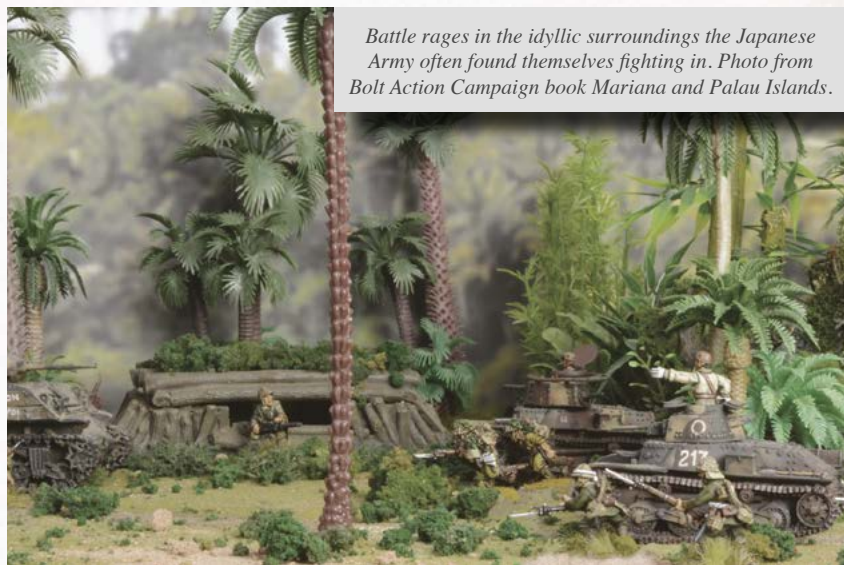 Battle rages in the idyllic surroundings the Japanese
Army often found themselves fighting in. Photo from
Bolt Action Campaign book Mariana and Palau Islands.
217